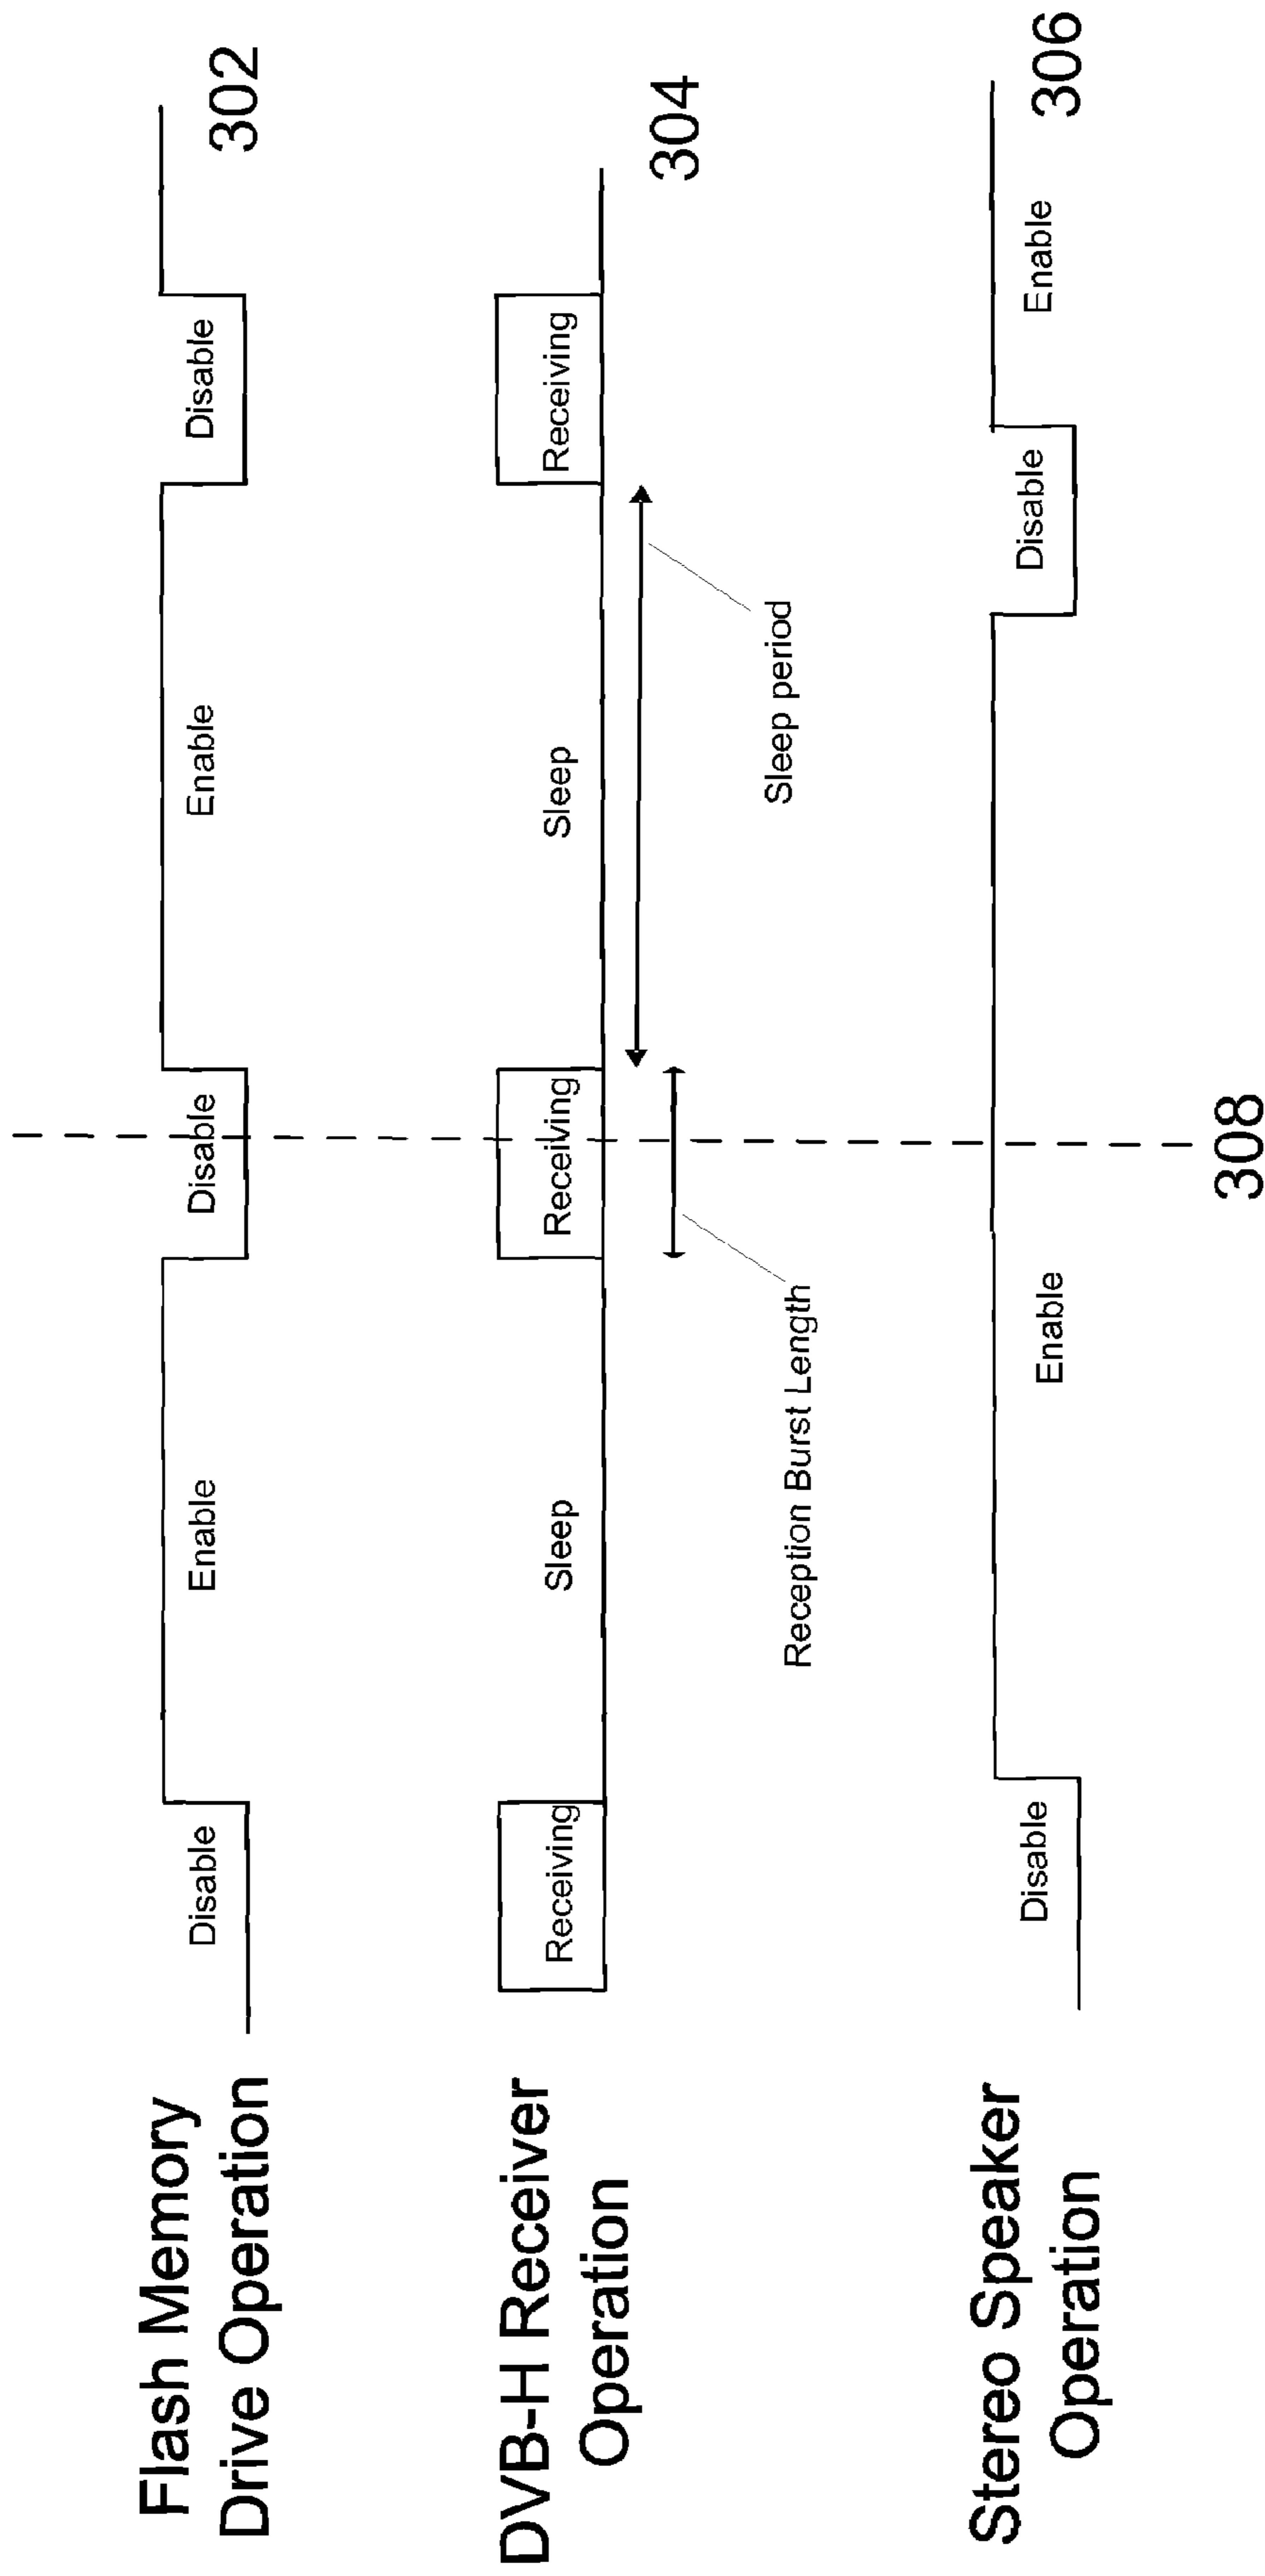 Flash Memory
Drive Operation
Disable
Enable
Disable
Enable
Disable
302
DVB-H Receiver
Operation
Receiving
Sleep
Receiving
Sleep
Receiving
304
Reception Burst Length
Sleep period
Stereo Speaker
Operation
Disable
Enable
Disable
Enable
306
308